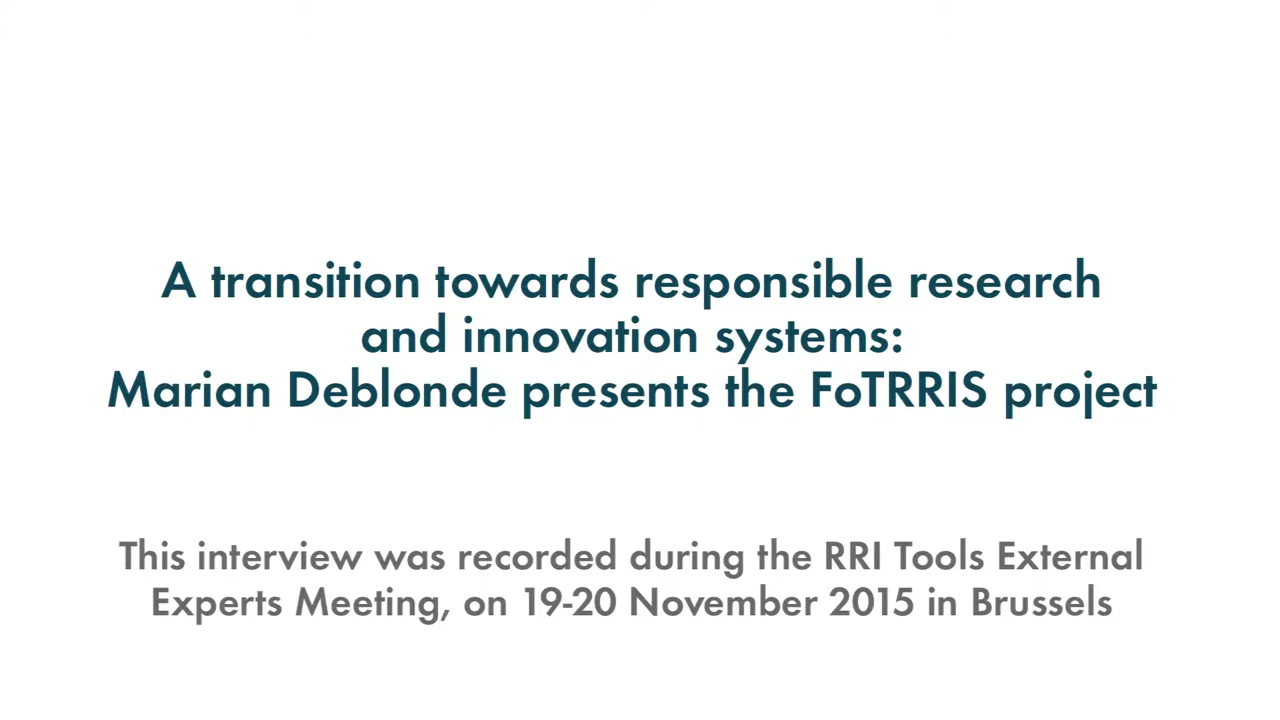 A transition towards responsible research
and innovation systems:
Marian Deblonde presents the FoTRRIS project
This interview was recorded during the RRI Tools External
Experts Meeting, on 19-20 November 2015 in Brussels